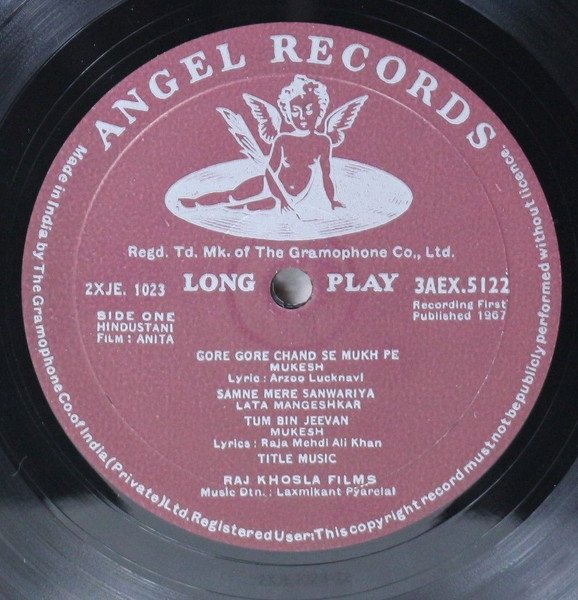 ANGEL RECORDS
Regd. Td. Mk. of The Gramophone Co., Ltd.
2XJE. 1023
LONG PLAY
3AEX.5122
Recording First
Published 1967
SIDE ONE
HINDUSTANI
FILM : ANITA
GORE GORE CHAND SE MUKH PE
MUKESH
Lyric : Arzoo Lucknavi
SAMNE MERE SANWARIYA
LATA MANGESHKAR
TUM BIN JEEVAN
MUKESH
Lyrics : Raja Mehdi Ali Khan
TITLE MUSIC
RAJ KHOSLA FILMS
Music Dtn. : Laxmikant Pyarelal
Made in India by The Gramophone Co. of India (Private) Ltd, Registered User: This copyright record must not be publicly performed without licence.